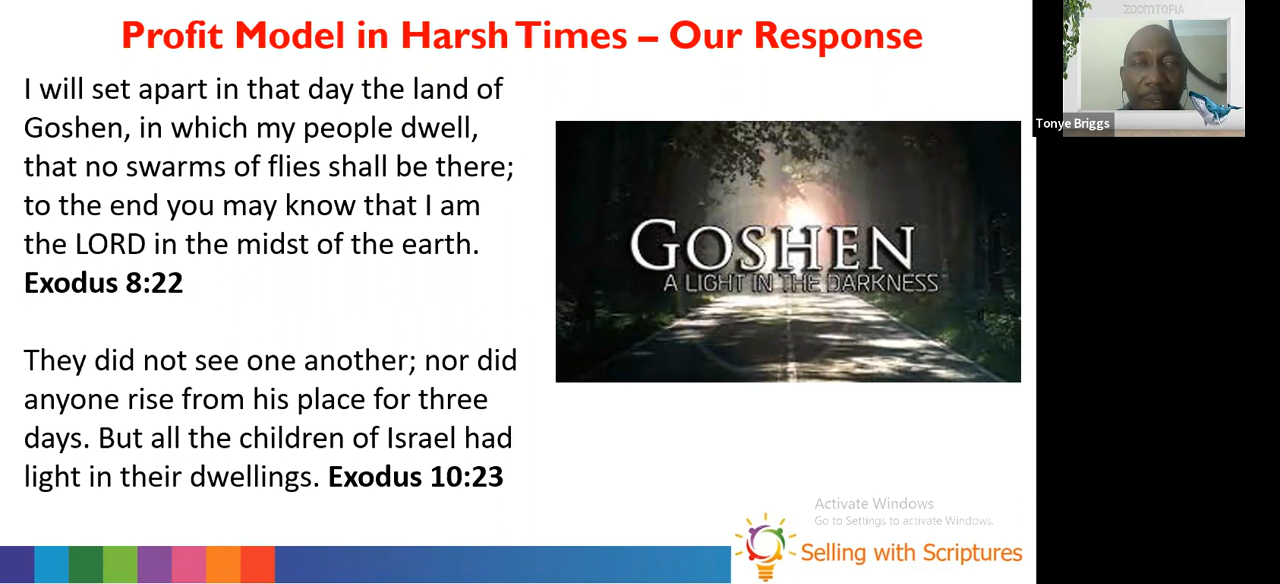 Profit Model in Harsh Times – Our Response
I will set apart in that day the land of
Goshen, in which my people dwell,
that no swarms of flies shall be there;
to the end you may know that I am
the LORD in the midst of the earth.
Exodus 8:22
They did not see one another; nor did
anyone rise from his place for three
days. But all the children of Israel had
light in their dwellings. Exodus 10:23
GOSHEN
A LIGHT IN THE DARKNESS
Activate Windows
Go to Settings to activate Windows.
Selling with Scriptures
ZOOMTOPIA
Tonye Briggs